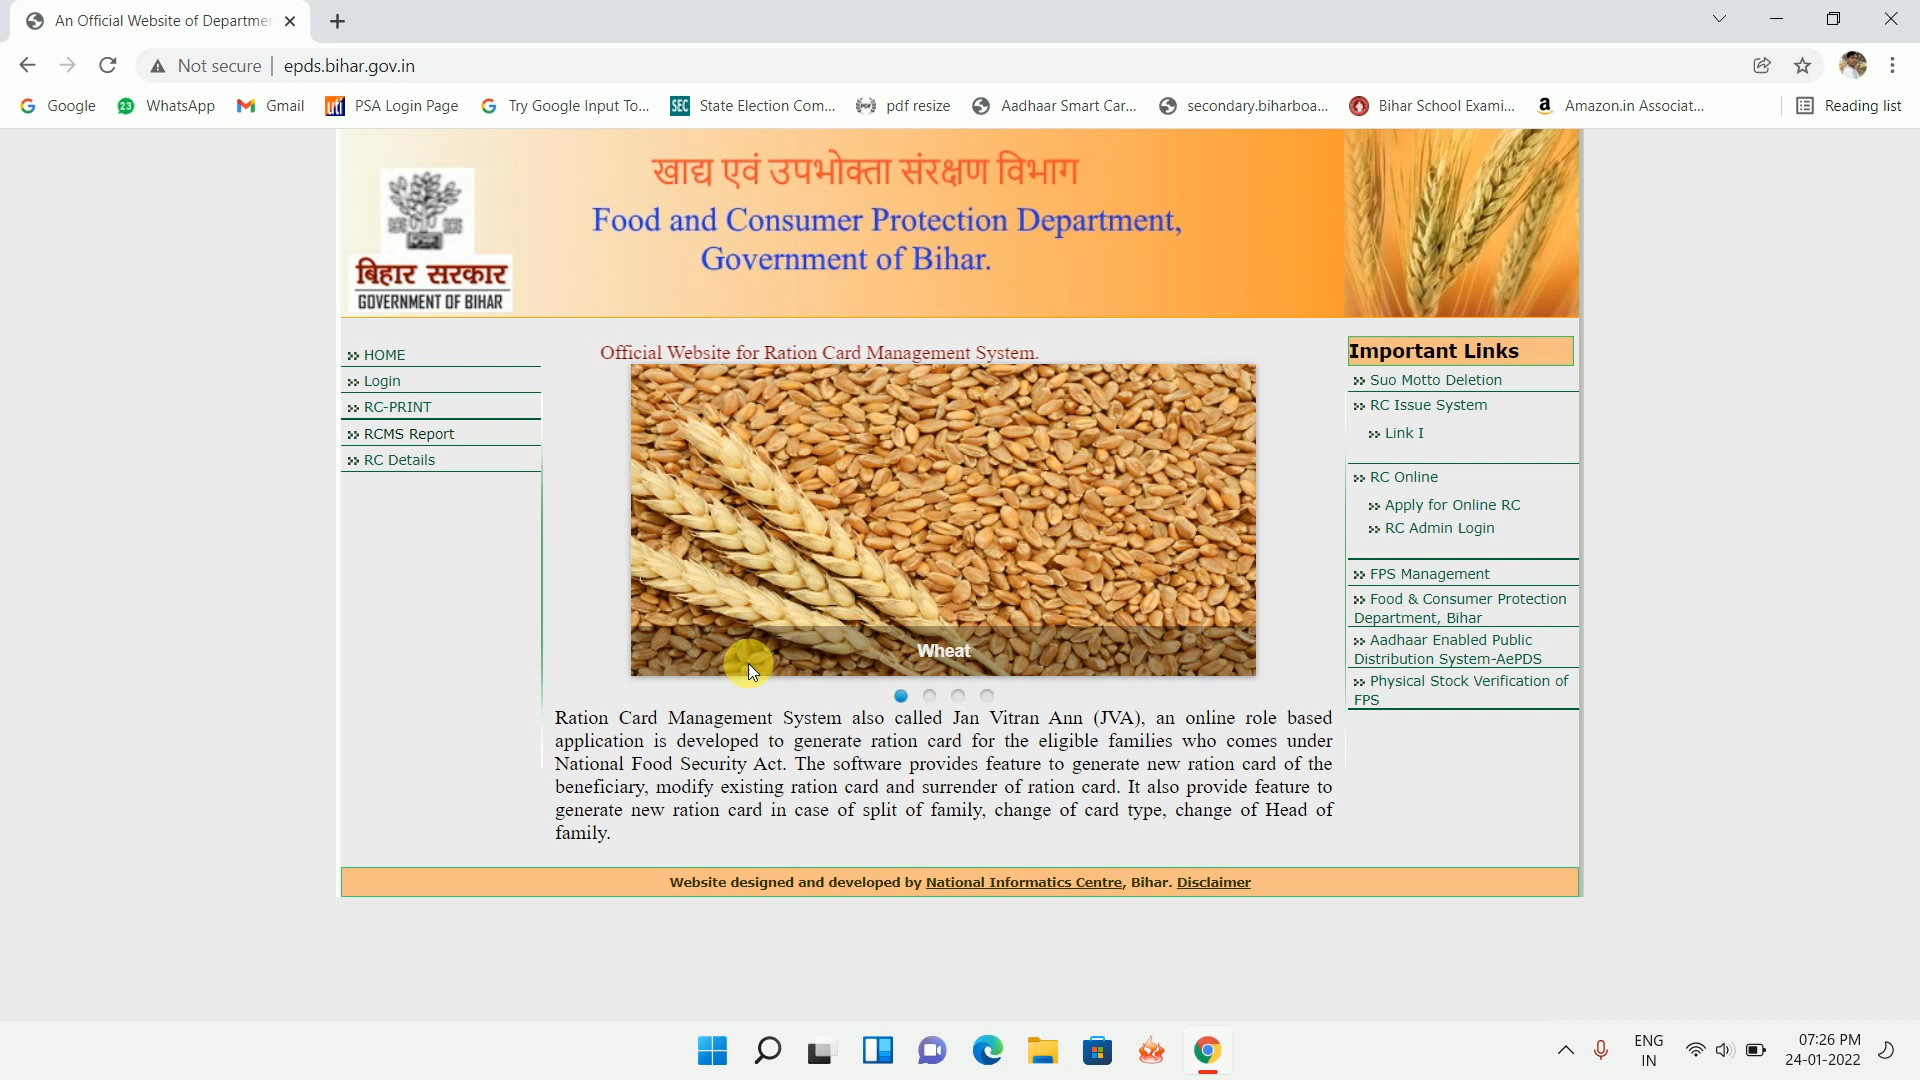 An Official Website of Departme
Not secure | epds.bihar.gov.in
Google
23 WhatsApp
Gmail
uti PSA Login Page
Try Google Input To...
SEC State Election Com...
pdf resize
Aadhaar Smart Car...
secondary.biharboa...
Bihar School Exami...
Amazon.in Associat...
Reading list
खाद्य एवं उपभोक्ता संरक्षण विभाग
Food and Consumer Protection Department,
Government of Bihar.
बिहार सरकार
GOVERNMENT OF BIHAR
HOME
Login
RC-PRINT
RCMS Report
RC Details
Official Website for Ration Card Management System.
Wheat
Ration Card Management System also called Jan Vitran Ann (JVA), an online role based
application is developed to generate ration card for the eligible families who comes under
National Food Security Act. The software provides feature to generate new ration card of the
beneficiary, modify existing ration card and surrender of ration card. It also provide feature to
generate new ration card in case of split of family, change of card type, change of Head of
family.
Important Links
Suo Motto Deletion
RC Issue System
Link I
RC Online
Apply for Online RC
RC Admin Login
FPS Management
Food & Consumer Protection
Department, Bihar
Aadhaar Enabled Public
Distribution System-AePDS
Physical Stock Verification of
FPS
Website designed and developed by National Informatics Centre, Bihar. Disclaimer
ENG
IN
07:26 PM
24-01-2022